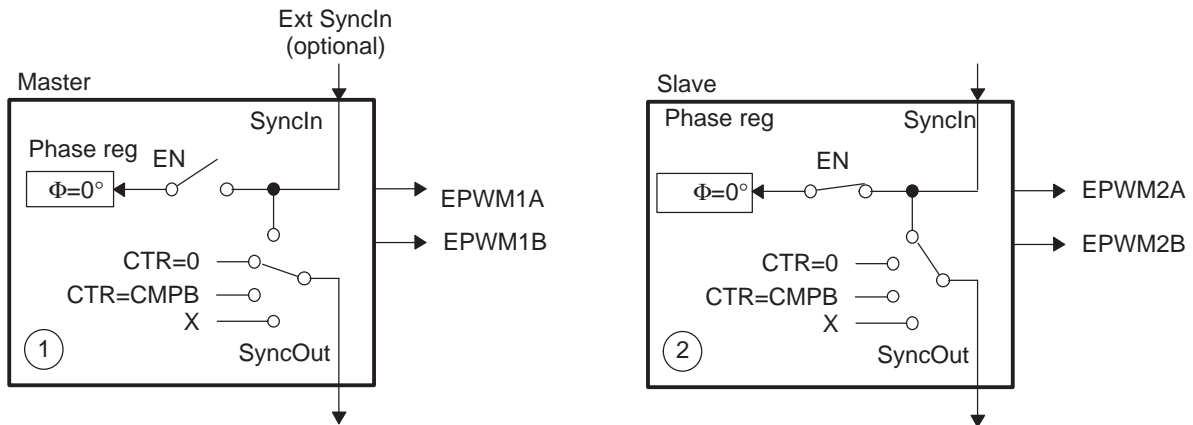 Ext SyncIn
(optional)
Master
SyncIn
Phase reg
EN
Φ=0°
EPWM1A
EPWM1B
CTR=0
CTR=CMPB
X
1
SyncOut
Slave
Phase reg
SyncIn
EN
Φ=0°
EPWM2A
EPWM2B
CTR=0
CTR=CMPB
X
2
SyncOut